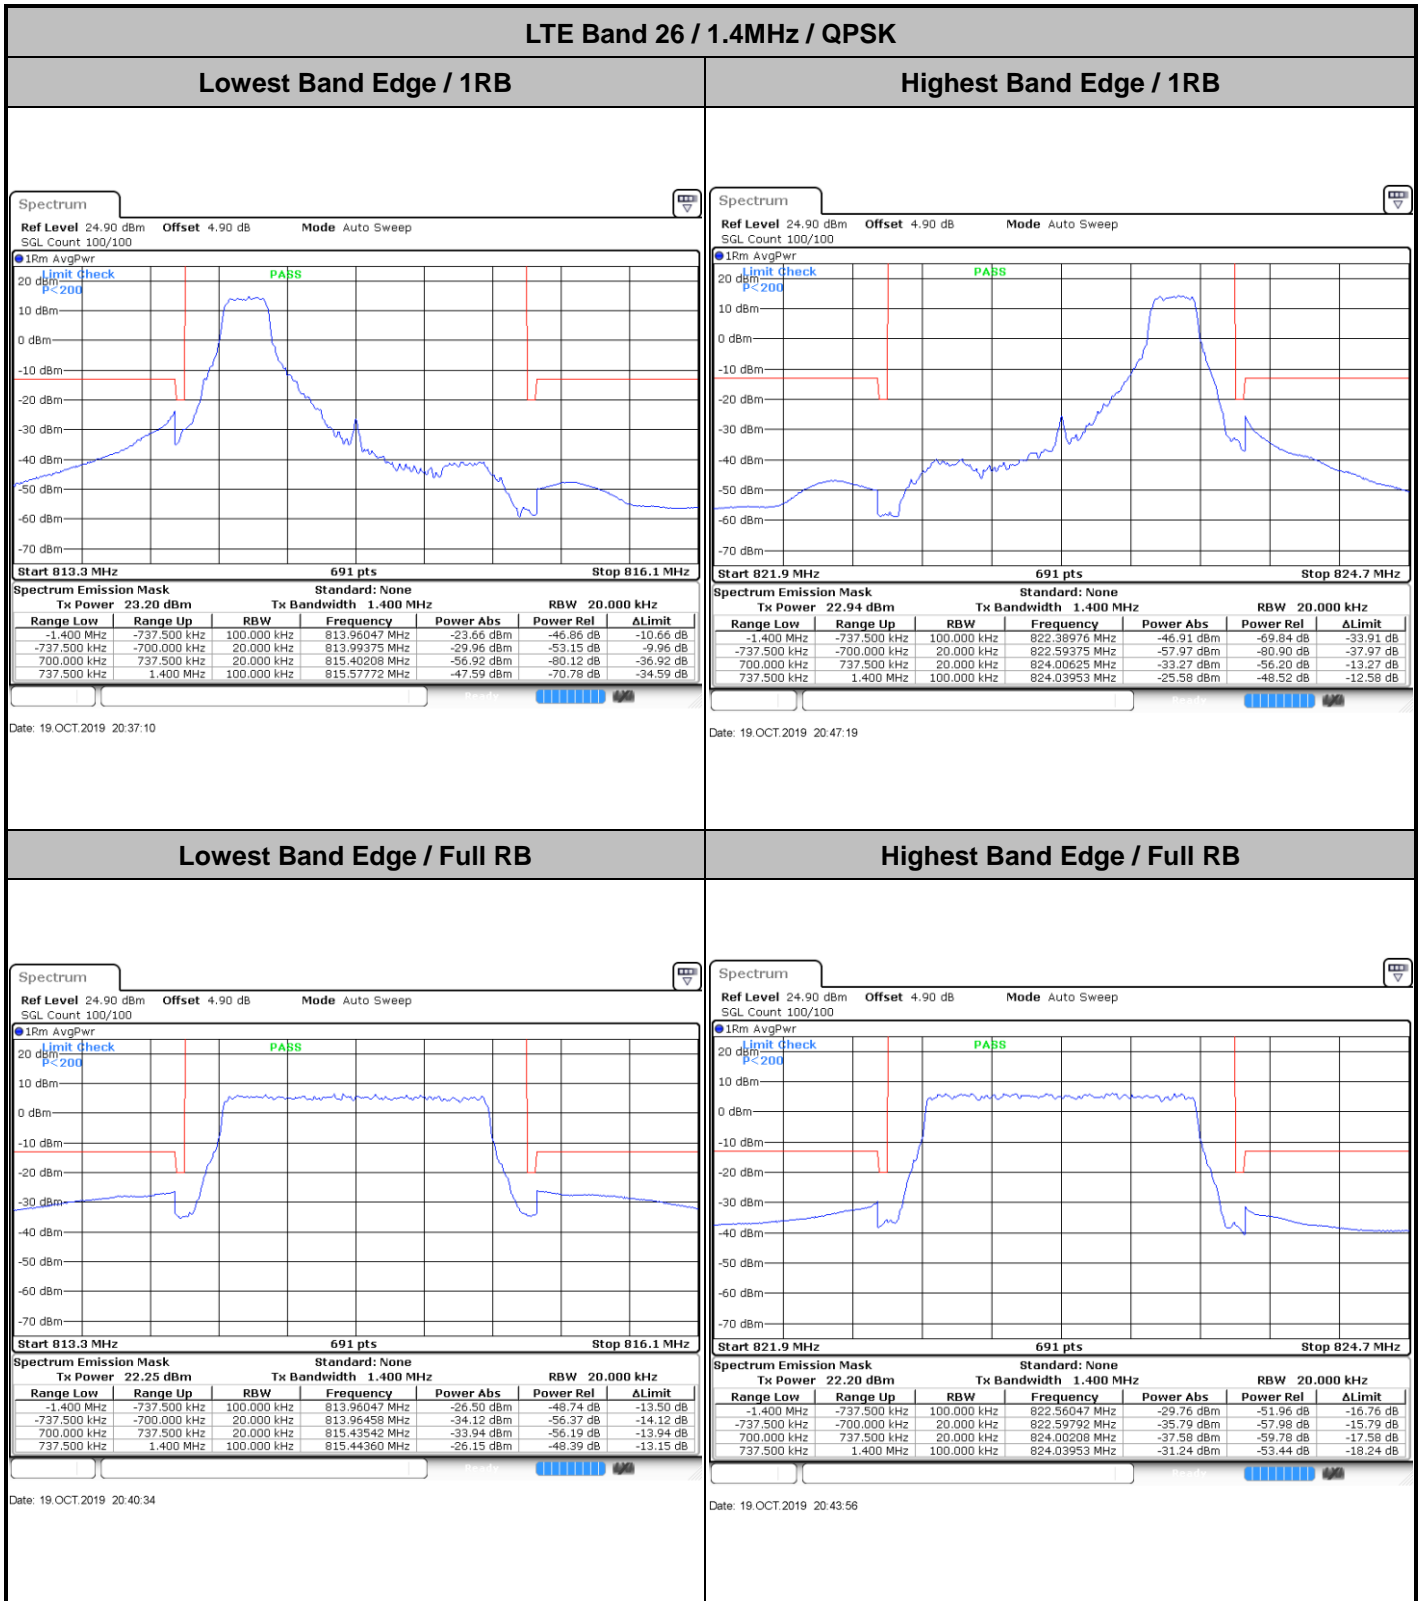 LTE Band 26 / 1.4MHz / QPSK
Lowest Band Edge / 1RB
Highest Band Edge / 1RB
Spectrum
Ref Level 24.90 dBm Offset 4.90 dB Mode Auto Sweep
SGL Count 100/100
1Rm AvgPwr
Limit Check PASS
P<200
20 dBm
10 dBm
0 dBm
-10 dBm
-20 dBm
-30 dBm
-40 dBm
-50 dBm
-60 dBm
-70 dBm
Start 813.3 MHz 691 pts Stop 816.1 MHz
Spectrum Emission Mask Standard: None
Tx Power 23.20 dBm Tx Bandwidth 1.400 MHz RBW 20.000 kHz
Range Low Range Up RBW Frequency Power Abs Power Rel ΔLimit
-1.400 MHz -737.500 kHz 100.000 kHz 813.96047 MHz -23.66 dBm -46.86 dB -10.66 dB
-737.500 kHz -700.000 kHz 20.000 kHz 813.99375 MHz -29.96 dBm -53.15 dB -9.96 dB
700.000 kHz 737.500 kHz 20.000 kHz 815.40208 MHz -56.92 dBm -80.12 dB -36.92 dB
737.500 kHz 1.400 MHz 100.000 kHz 815.57772 MHz -47.59 dBm -70.78 dB -34.59 dB
Ready
Date: 19.OCT.2019 20:37:10
Spectrum
Ref Level 24.90 dBm Offset 4.90 dB Mode Auto Sweep
SGL Count 100/100
1Rm AvgPwr
Limit Check PASS
P<200
20 dBm
10 dBm
0 dBm
-10 dBm
-20 dBm
-30 dBm
-40 dBm
-50 dBm
-60 dBm
-70 dBm
Start 821.9 MHz 691 pts Stop 824.7 MHz
Spectrum Emission Mask Standard: None
Tx Power 22.94 dBm Tx Bandwidth 1.400 MHz RBW 20.000 kHz
Range Low Range Up RBW Frequency Power Abs Power Rel ΔLimit
-1.400 MHz -737.500 kHz 100.000 kHz 822.38976 MHz -46.91 dBm -69.84 dB -33.91 dB
-737.500 kHz -700.000 kHz 20.000 kHz 822.59375 MHz -57.97 dBm -80.90 dB -37.97 dB
700.000 kHz 737.500 kHz 20.000 kHz 824.00625 MHz -33.27 dBm -56.20 dB -13.27 dB
737.500 kHz 1.400 MHz 100.000 kHz 824.03953 MHz -25.58 dBm -48.52 dB -12.58 dB
Ready
Date: 19.OCT.2019 20:47:19
Lowest Band Edge / Full RB
Highest Band Edge / Full RB
Spectrum
Ref Level 24.90 dBm Offset 4.90 dB Mode Auto Sweep
SGL Count 100/100
1Rm AvgPwr
Limit Check PASS
P<200
20 dBm
10 dBm
0 dBm
-10 dBm
-20 dBm
-30 dBm
-40 dBm
-50 dBm
-60 dBm
-70 dBm
Start 813.3 MHz 691 pts Stop 816.1 MHz
Spectrum Emission Mask Standard: None
Tx Power 22.25 dBm Tx Bandwidth 1.400 MHz RBW 20.000 kHz
Range Low Range Up RBW Frequency Power Abs Power Rel ΔLimit
-1.400 MHz -737.500 kHz 100.000 kHz 813.96047 MHz -26.50 dBm -48.74 dB -13.50 dB
-737.500 kHz -700.000 kHz 20.000 kHz 813.96458 MHz -34.12 dBm -56.37 dB -14.12 dB
700.000 kHz 737.500 kHz 20.000 kHz 815.43542 MHz -33.94 dBm -56.19 dB -13.94 dB
737.500 kHz 1.400 MHz 100.000 kHz 815.44360 MHz -26.15 dBm -48.39 dB -13.15 dB
Ready
Date: 19.OCT.2019 20:40:34
Spectrum
Ref Level 24.90 dBm Offset 4.90 dB Mode Auto Sweep
SGL Count 100/100
1Rm AvgPwr
Limit Check PASS
P<200
20 dBm
10 dBm
0 dBm
-10 dBm
-20 dBm
-30 dBm
-40 dBm
-50 dBm
-60 dBm
-70 dBm
Start 821.9 MHz 691 pts Stop 824.7 MHz
Spectrum Emission Mask Standard: None
Tx Power 22.20 dBm Tx Bandwidth 1.400 MHz RBW 20.000 kHz
Range Low Range Up RBW Frequency Power Abs Power Rel ΔLimit
-1.400 MHz -737.500 kHz 100.000 kHz 822.56047 MHz -29.76 dBm -51.96 dB -16.76 dB
-737.500 kHz -700.000 kHz 20.000 kHz 822.59792 MHz -35.79 dBm -57.98 dB -15.79 dB
700.000 kHz 737.500 kHz 20.000 kHz 824.00208 MHz -37.58 dBm -59.78 dB -17.58 dB
737.500 kHz 1.400 MHz 100.000 kHz 824.03953 MHz -31.24 dBm -53.44 dB -18.24 dB
Ready
Date: 19.OCT.2019 20:43:56